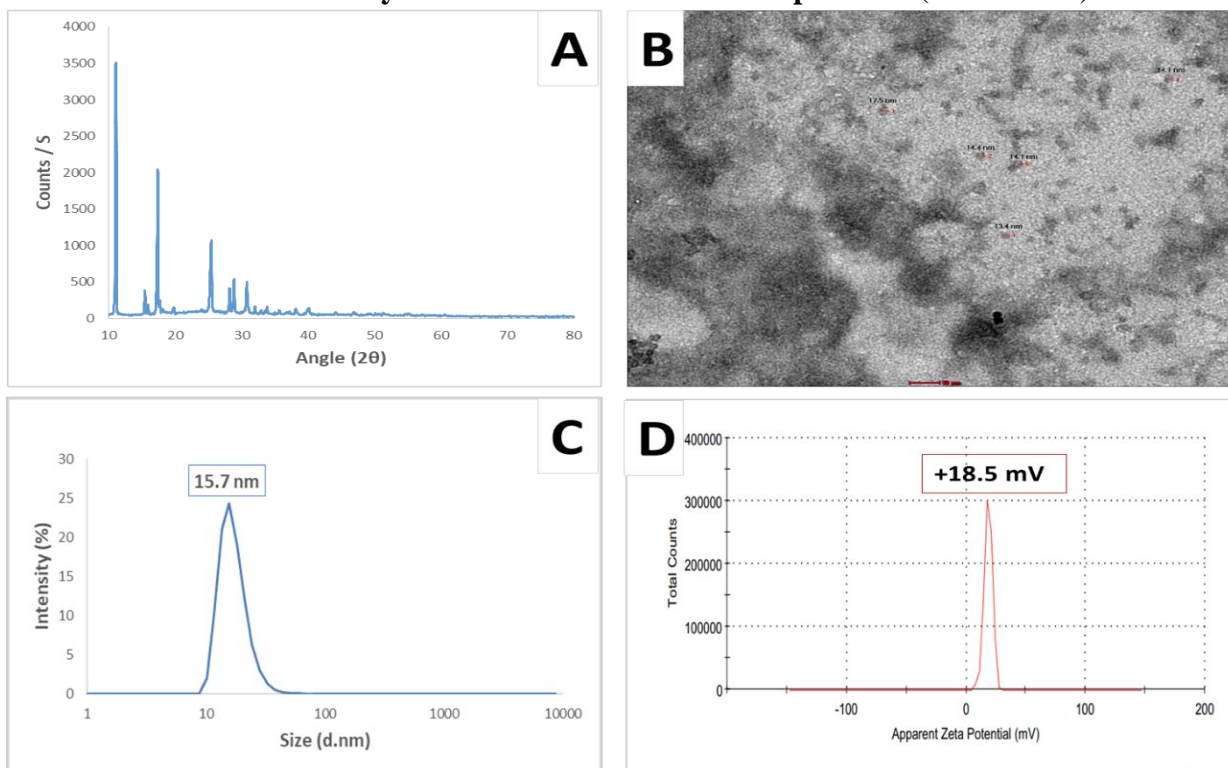 A
4000
3500
3000
2500
2000
1500
1000
500
0
Counts / S
10 20 30 40 50 60 70 80
Angle (2θ)
B
14.1 nm
17.5 nm
14.4 nm
14.1 nm
13.4 nm
C
30
25
20
15
10
5
0
15.7 nm
Intensity (%)
1 10 100 1000 10000
Size (d.nm)
D
400000
300000
200000
100000
0
+18.5 mV
Total Counts
-100 0 100 200
Apparent Zeta Potential (mV)